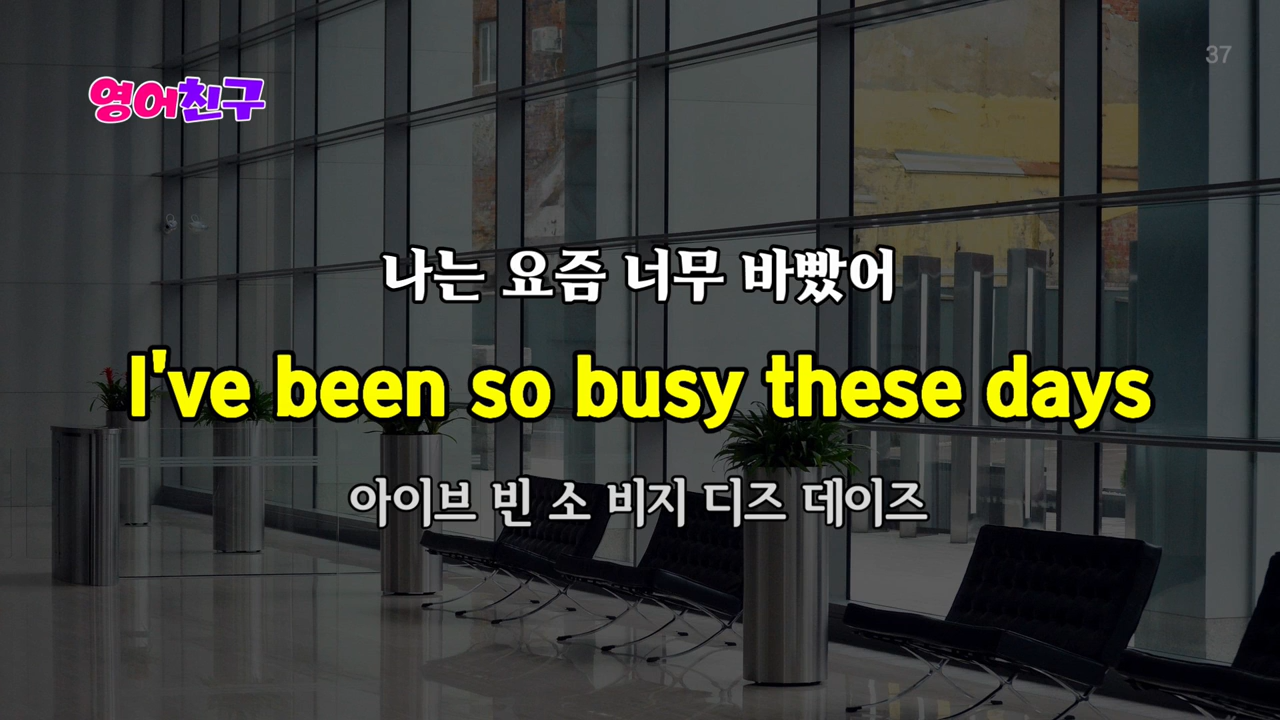 37
영어친구
나는 요즘 너무 바빴어
I've been so busy these days
아이브 빈 소 비지 디즈 데이즈